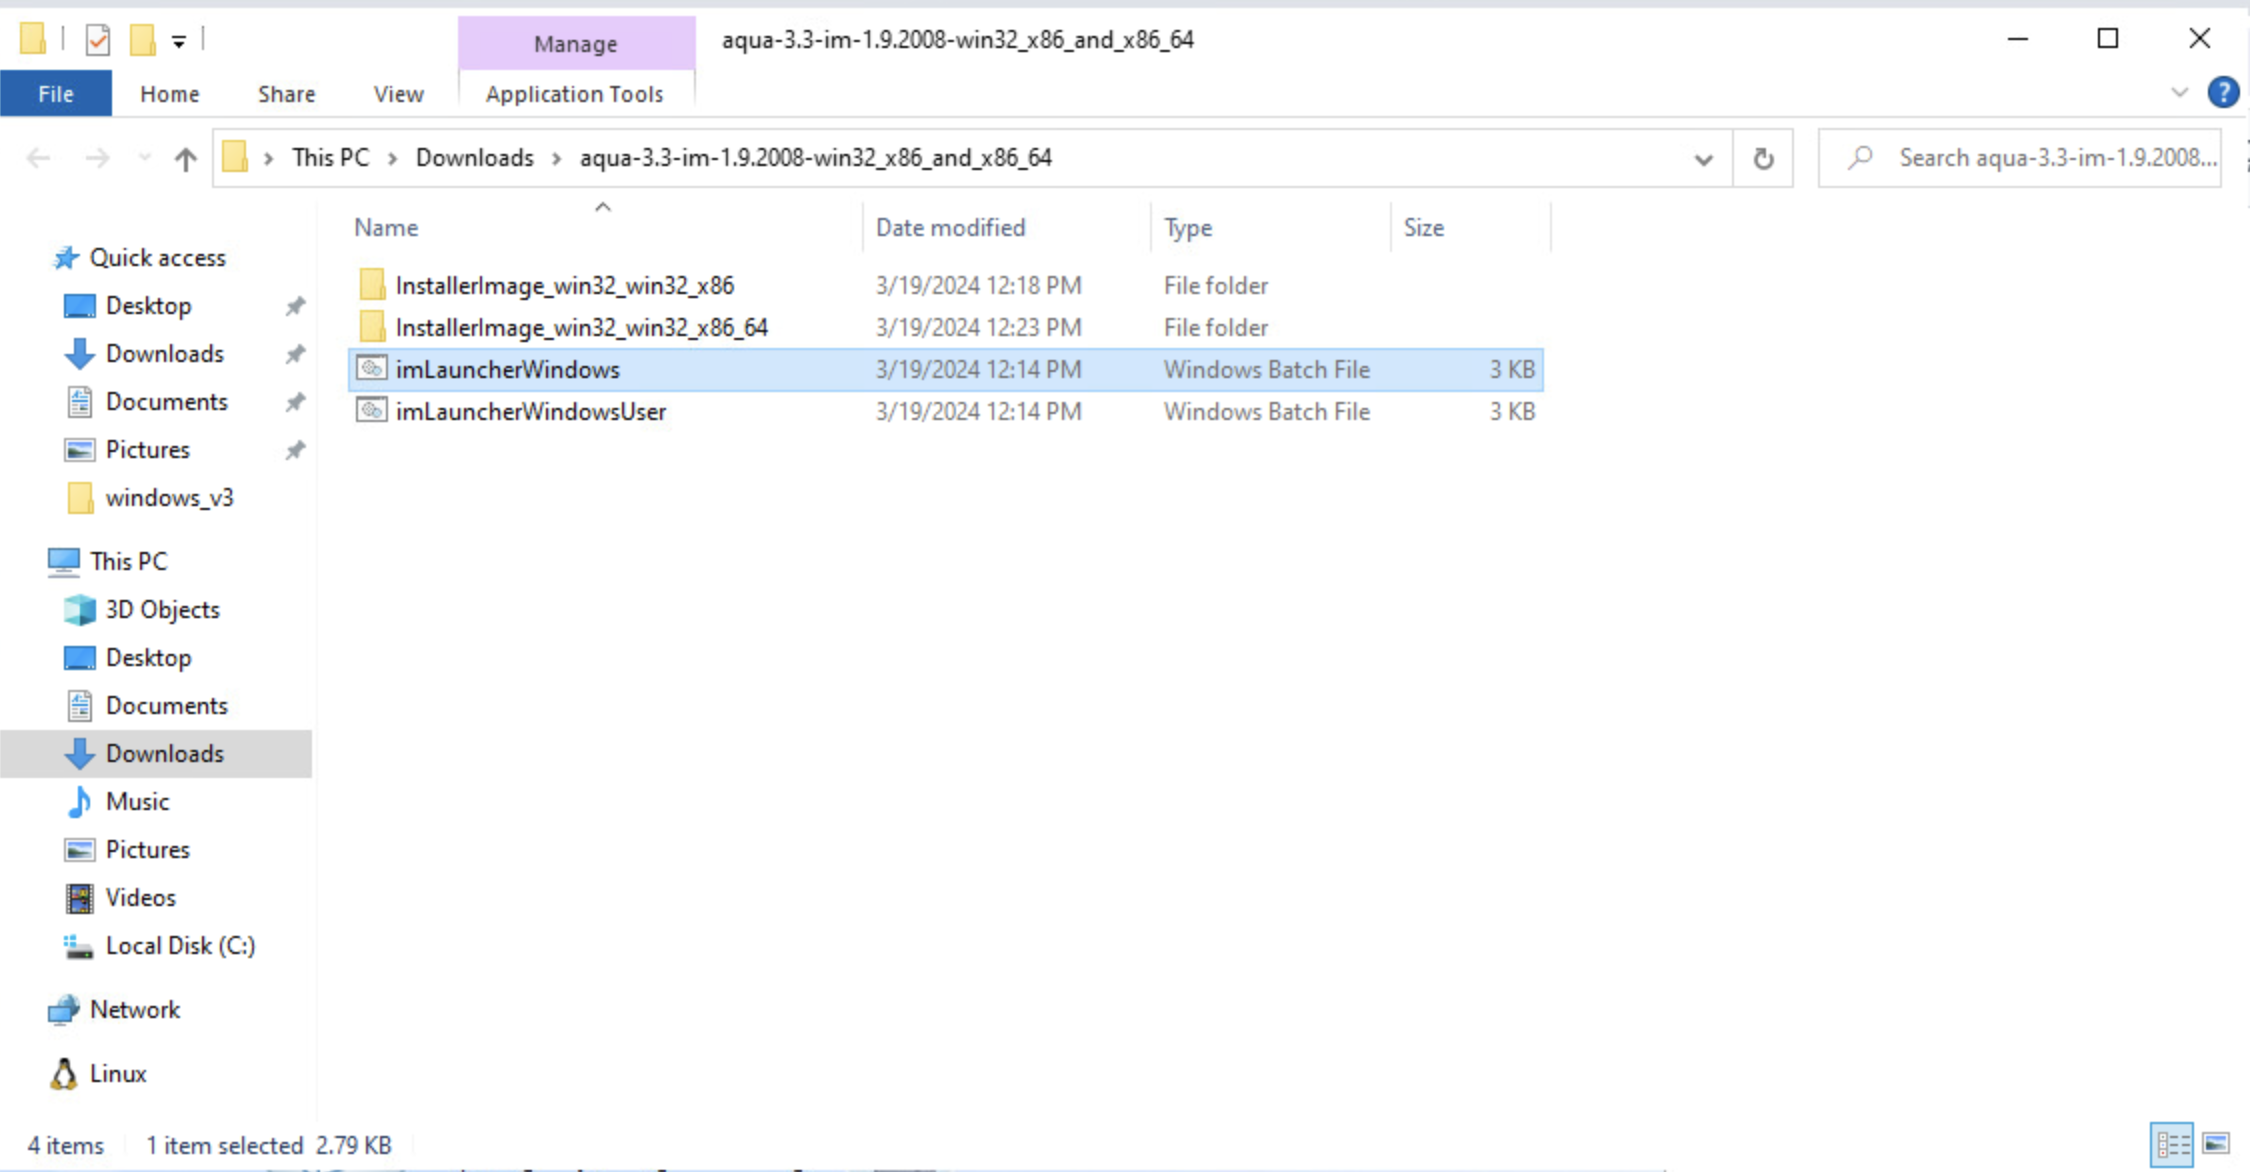 Manage
aqua-3.3-im-1.9.2008-win32_x86_and_x86_64
File Home Share View Application Tools
?
This PC > Downloads > aqua-3.3-im-1.9.2008-win32_x86_and_x86_64
Search aqua-3.3-im-1.9.2008...
Name Date modified Type Size
InstallerImage_win32_win32_x86 3/19/2024 12:18 PM File folder
InstallerImage_win32_win32_x86_64 3/19/2024 12:23 PM File folder
imLauncherWindows 3/19/2024 12:14 PM Windows Batch File 3 KB
imLauncherWindowsUser 3/19/2024 12:14 PM Windows Batch File 3 KB
Quick access
Desktop
Downloads
Documents
Pictures
windows_v3
This PC
3D Objects
Desktop
Documents
Downloads
Music
Pictures
Videos
Local Disk (C:)
Network
Linux
4 items 1 item selected 2.79 KB